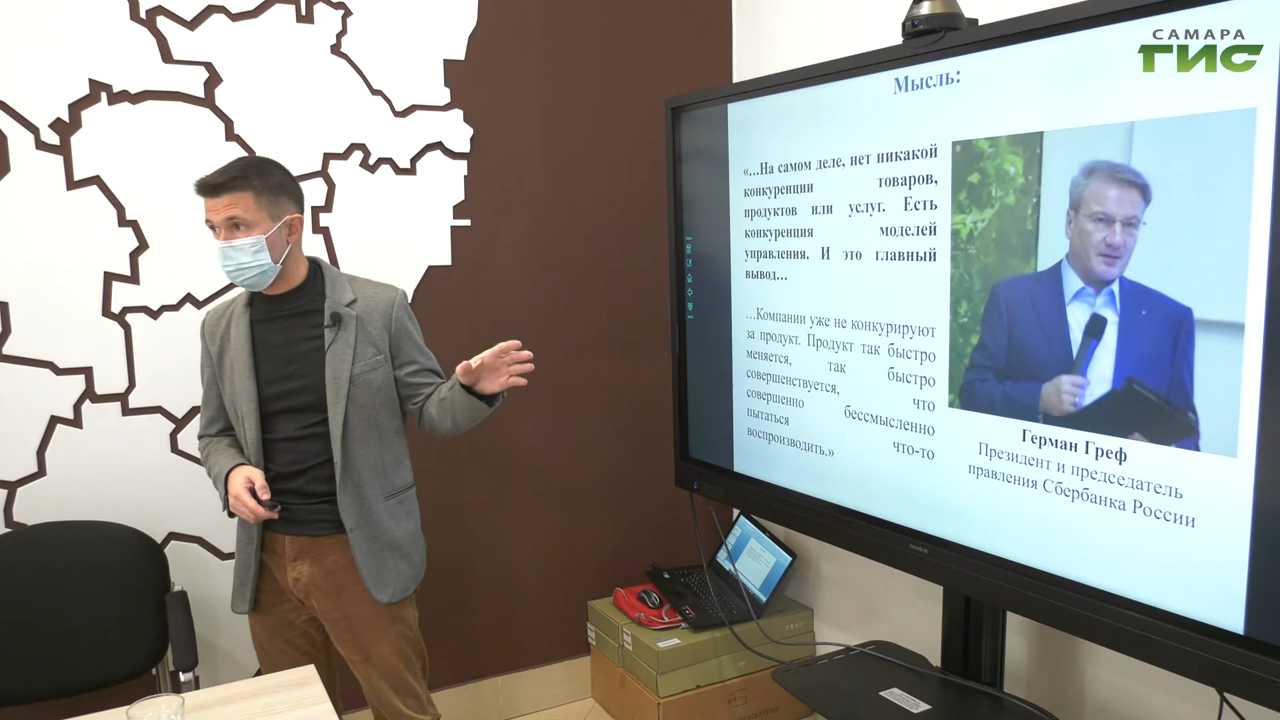 САМАРА
ГИС
Мысль:
«...На самом деле, нет никакой
конкуренции товаров,
продуктов или услуг. Есть
конкуренция моделей
управления. И это главный
вывод...
...Компании уже не конкурируют
за продукт. Продукт так быстро
меняется, так быстро
совершенствуется, что
совершенно бессмысленно
пытаться что-то
воспроизводить.»
Герман Греф
Президент и председатель
правления Сбербанка России